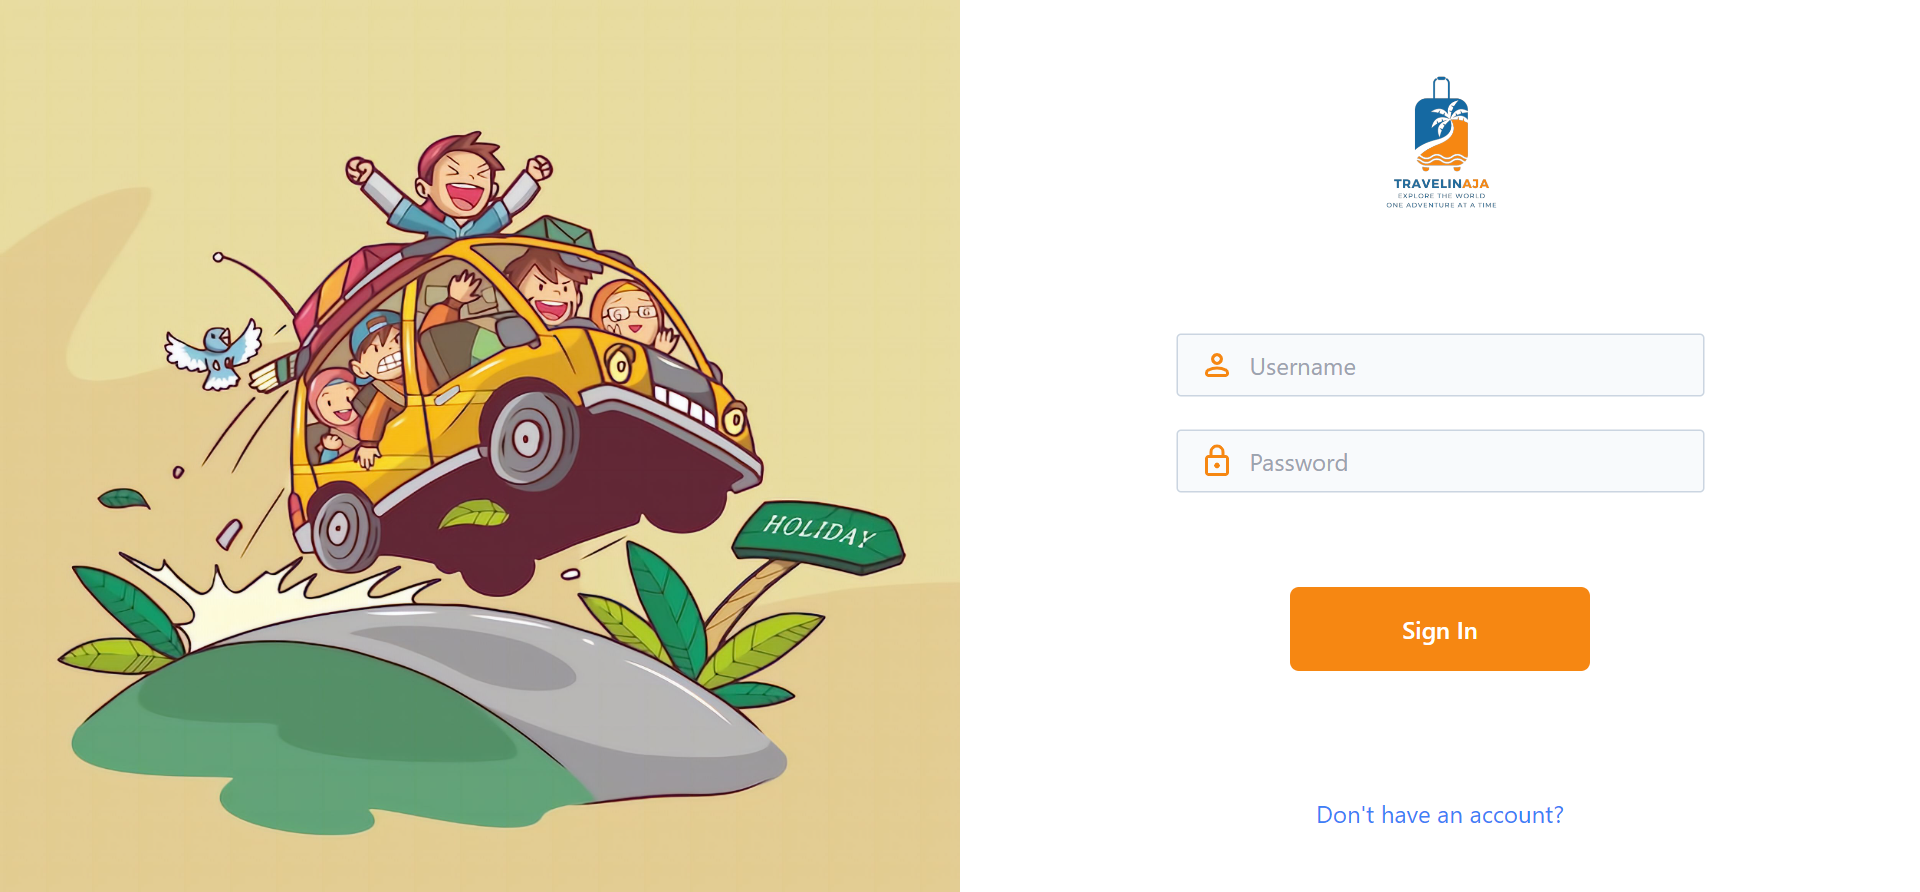 HOLIDAY
TRAVELINAJA
EXPLORE THE WORLD
ONE ADVENTURE AT A TIME
Username
Password
Sign In
Don't have an account?